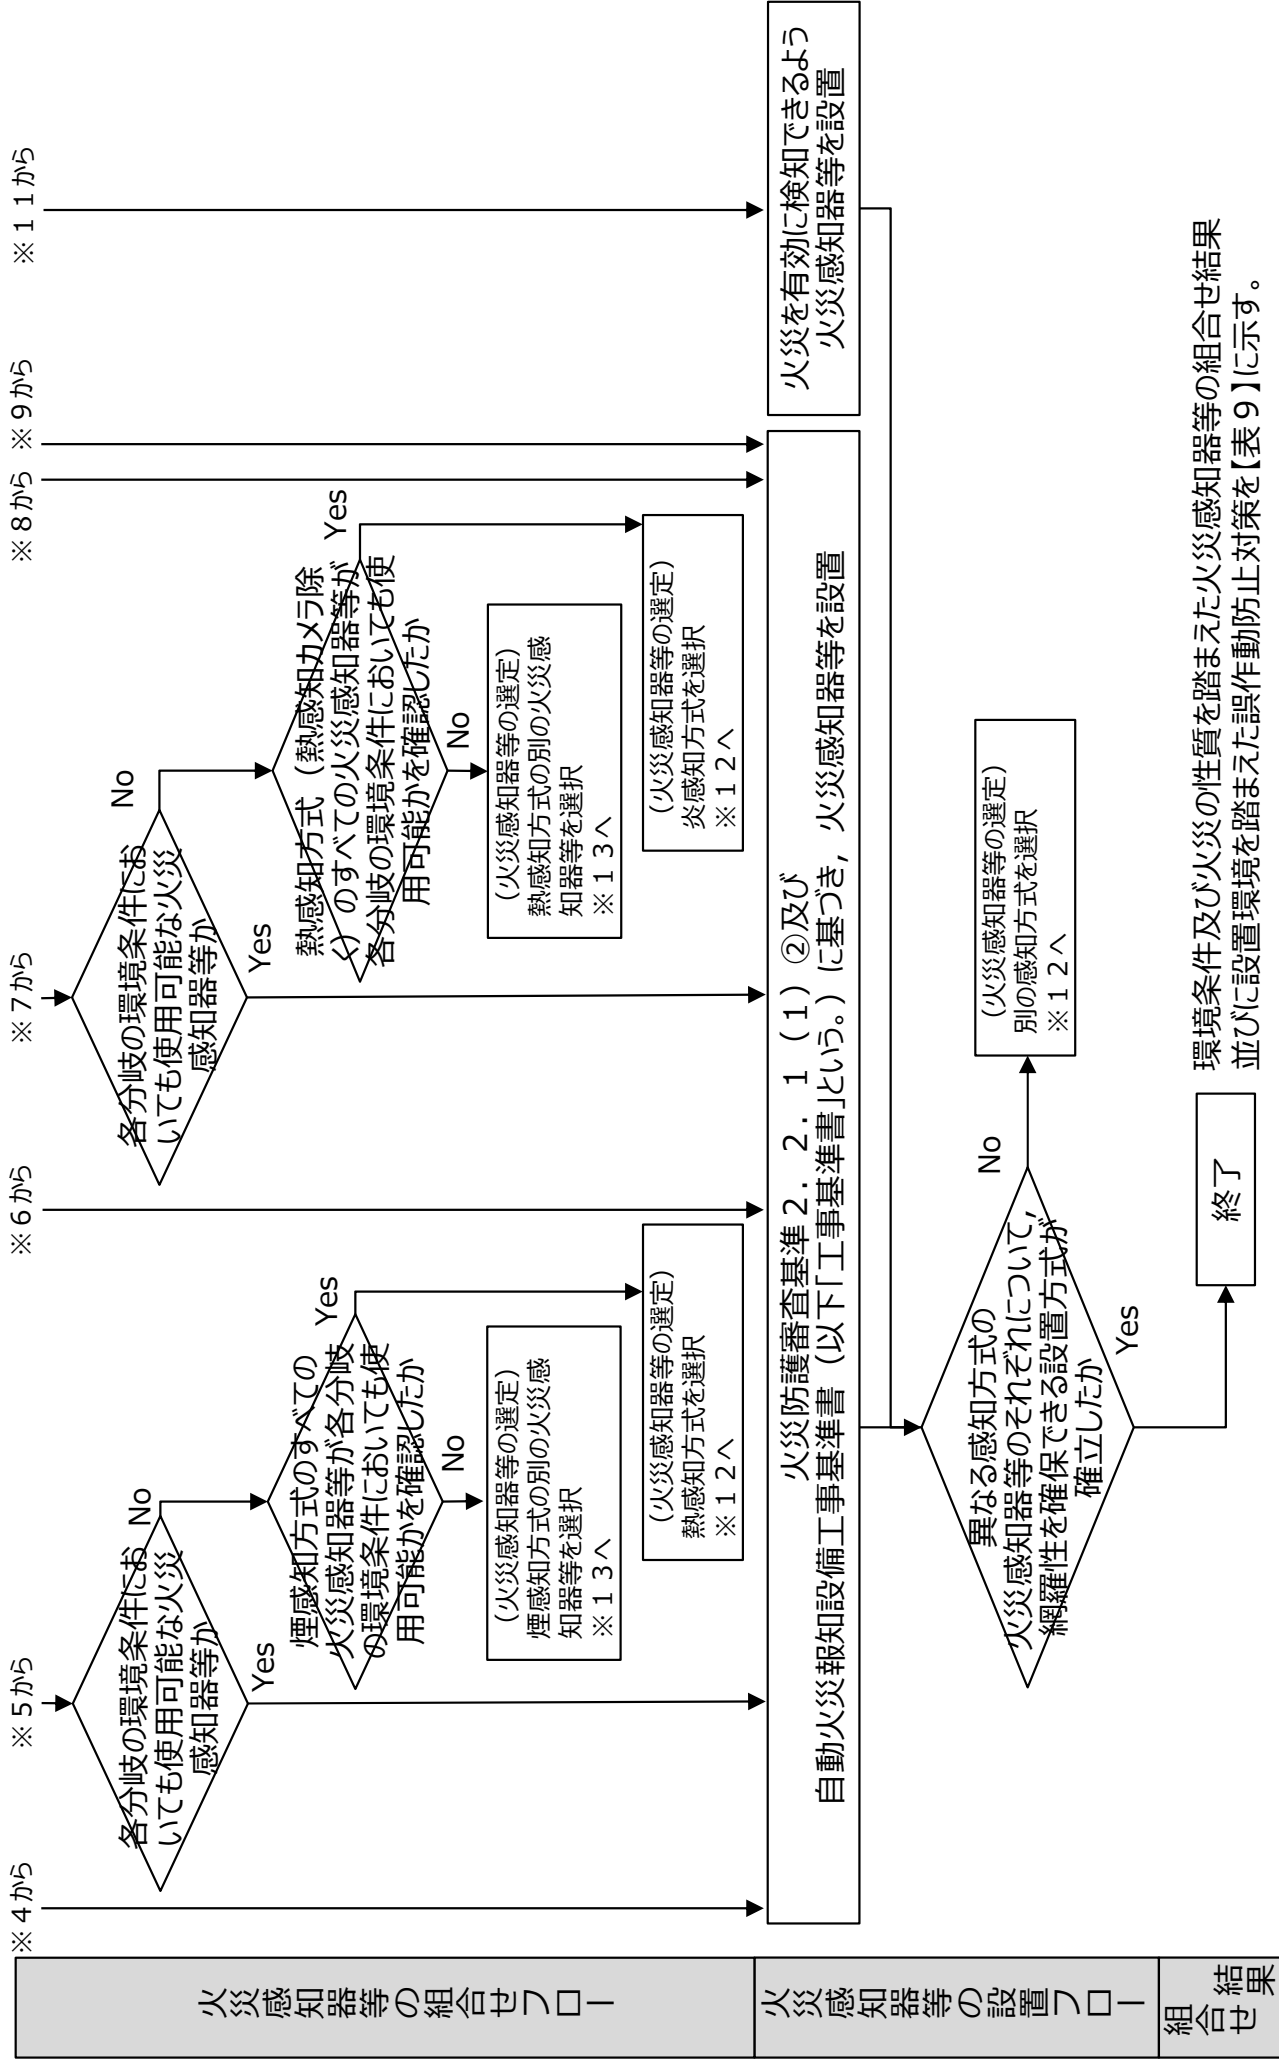 ※4から
※5から
※6から
※7から
※8から
※9から
※11から
火災感知器等の組合せフロー
各分岐の環境条件にお
いても使用可能な火災
感知器等か
No
Yes
煙感知方式のすべての
火災感知器等が各分岐
の環境条件においても使
用可能かを確認したか
Yes
No
(火災感知器等の選定)
煙感知方式の別の火災感
知器等を選択
※13へ
(火災感知器等の選定)
熱感知方式を選択
※12へ
各分岐の環境条件にお
いても使用可能な火災
感知器等か
No
Yes
熱感知方式（熱感知カメラ除
く）のすべての火災感知器等が
各分岐の環境条件においても使
用可能かを確認したか
Yes
No
(火災感知器等の選定)
熱感知方式の別の火災感
知器等を選択
※13へ
(火災感知器等の選定)
炎感知方式を選択
※12へ
火災感知器等の設置フロー
火災防護審査基準２．２．１（１）②及び
自動火災報知設備工事基準書（以下「工事基準書」という。）に基づき，火災感知器等を設置
火災を有効に検知できるよう
火災感知器等を設置
異なる感知方式の
火災感知器等のそれぞれについて，
網羅性を確保できる設置方式が
確立したか
No
Yes
(火災感知器等の選定)
別の感知方式を選択
※12へ
組合せ
結果
終了
環境条件及び火災の性質を踏まえた火災感知器等の組合せ結果
並びに設置環境を踏まえた誤作動防止対策を【表９】に示す。